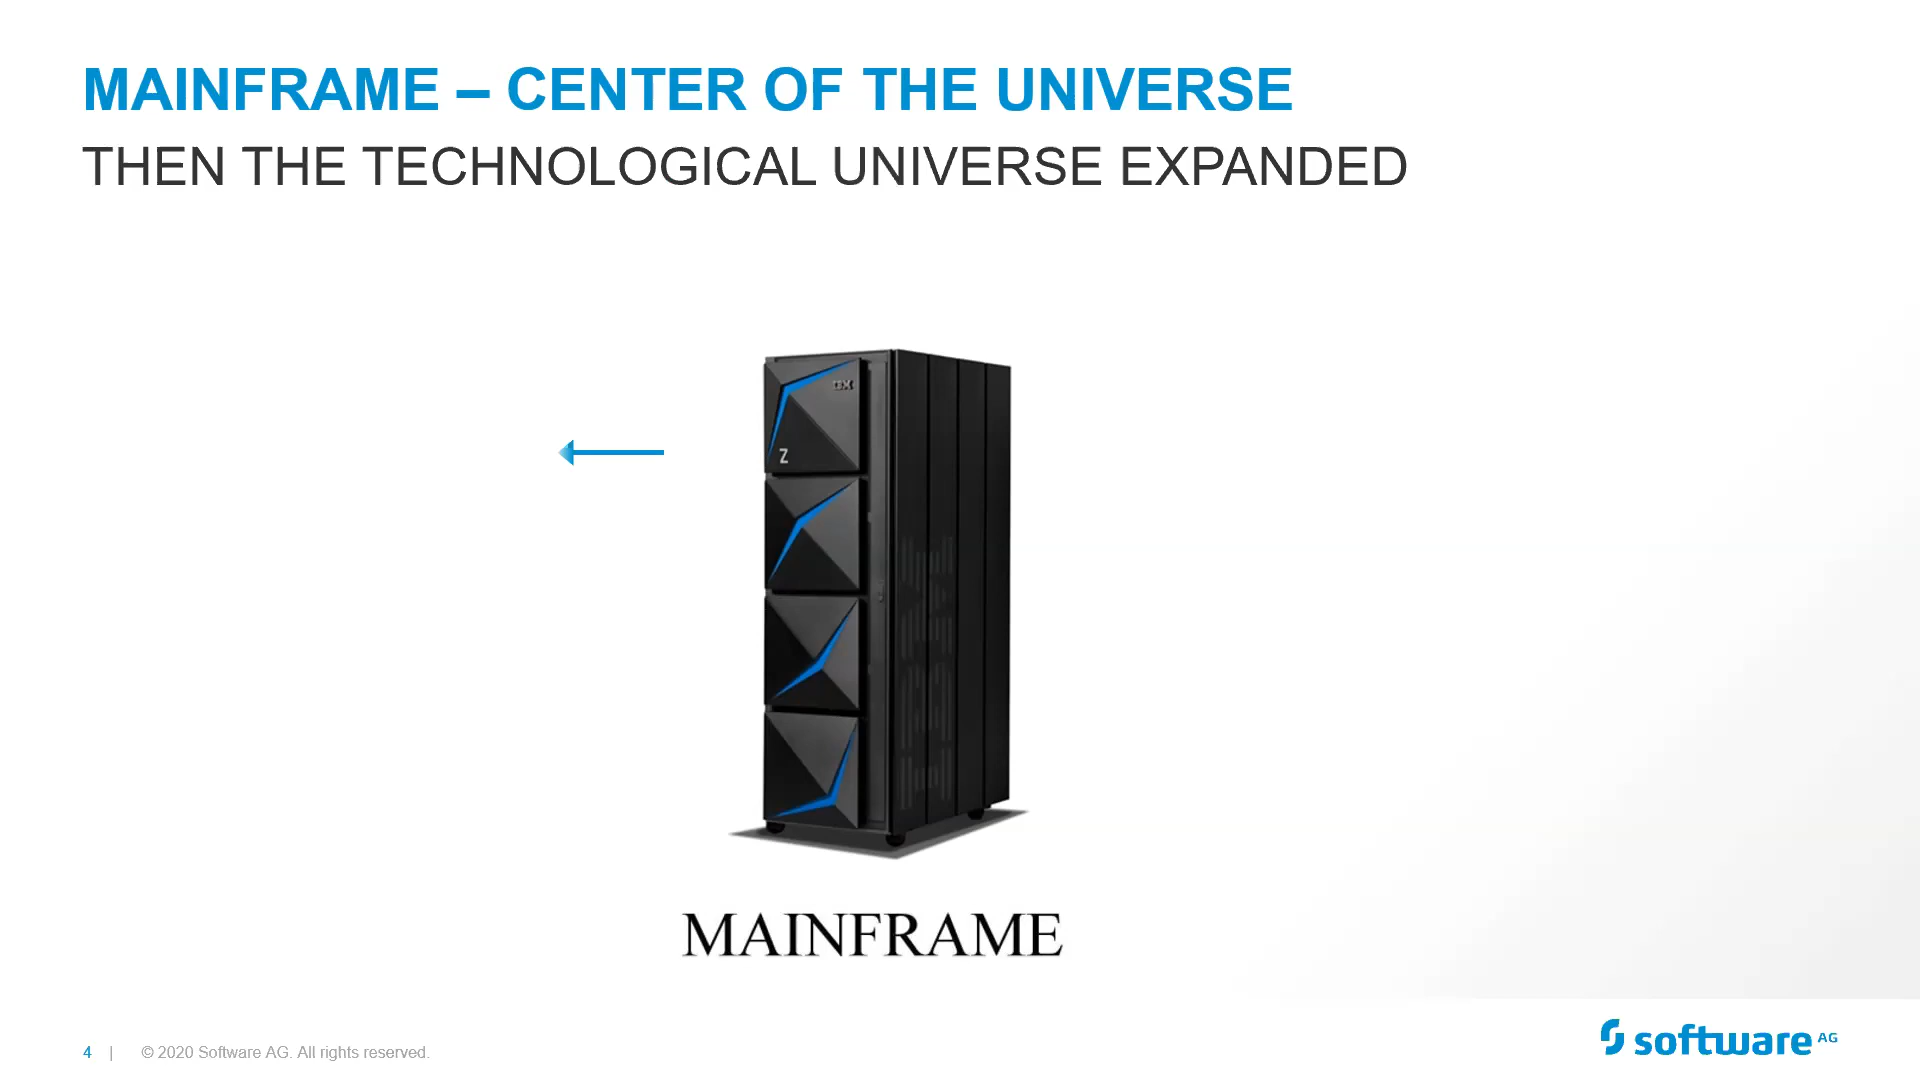 MAINFRAME – CENTER OF THE UNIVERSE
THEN THE TECHNOLOGICAL UNIVERSE EXPANDED
IBM
Z
MAINFRAME
4 | © 2020 Software AG. All rights reserved.
software AG